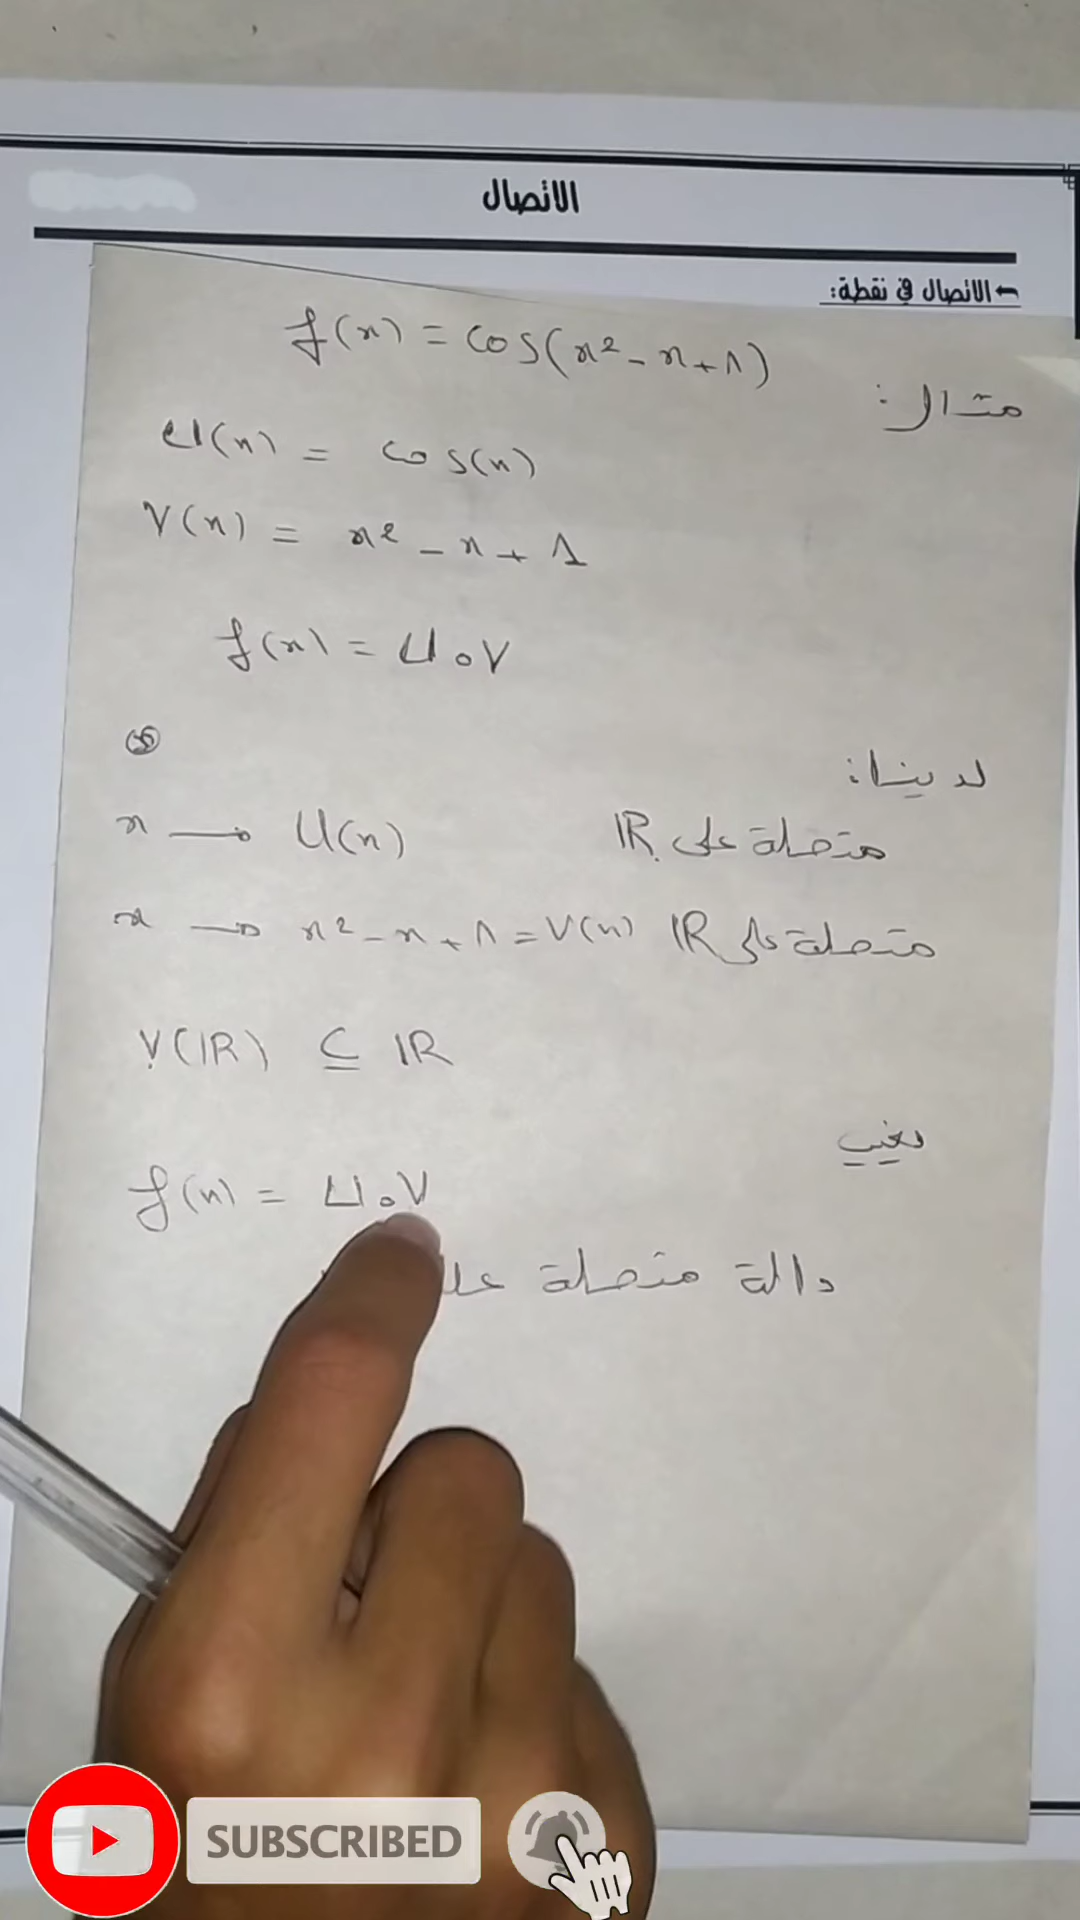 الاتصال
الاتصال في نقطة:
f(x) = cos(x² - x + 1)
مثال:
U(x) = cos(x)
V(x) = x² - x + 1
f(x) = U∘V
لدينا:
x → U(x) متصلة على IR
x → x² - x + 1 = V(x) متصلة على IR
V(IR) ⊆ IR
f(x) = U∘V
دالة متصلة
SUBSCRIBED